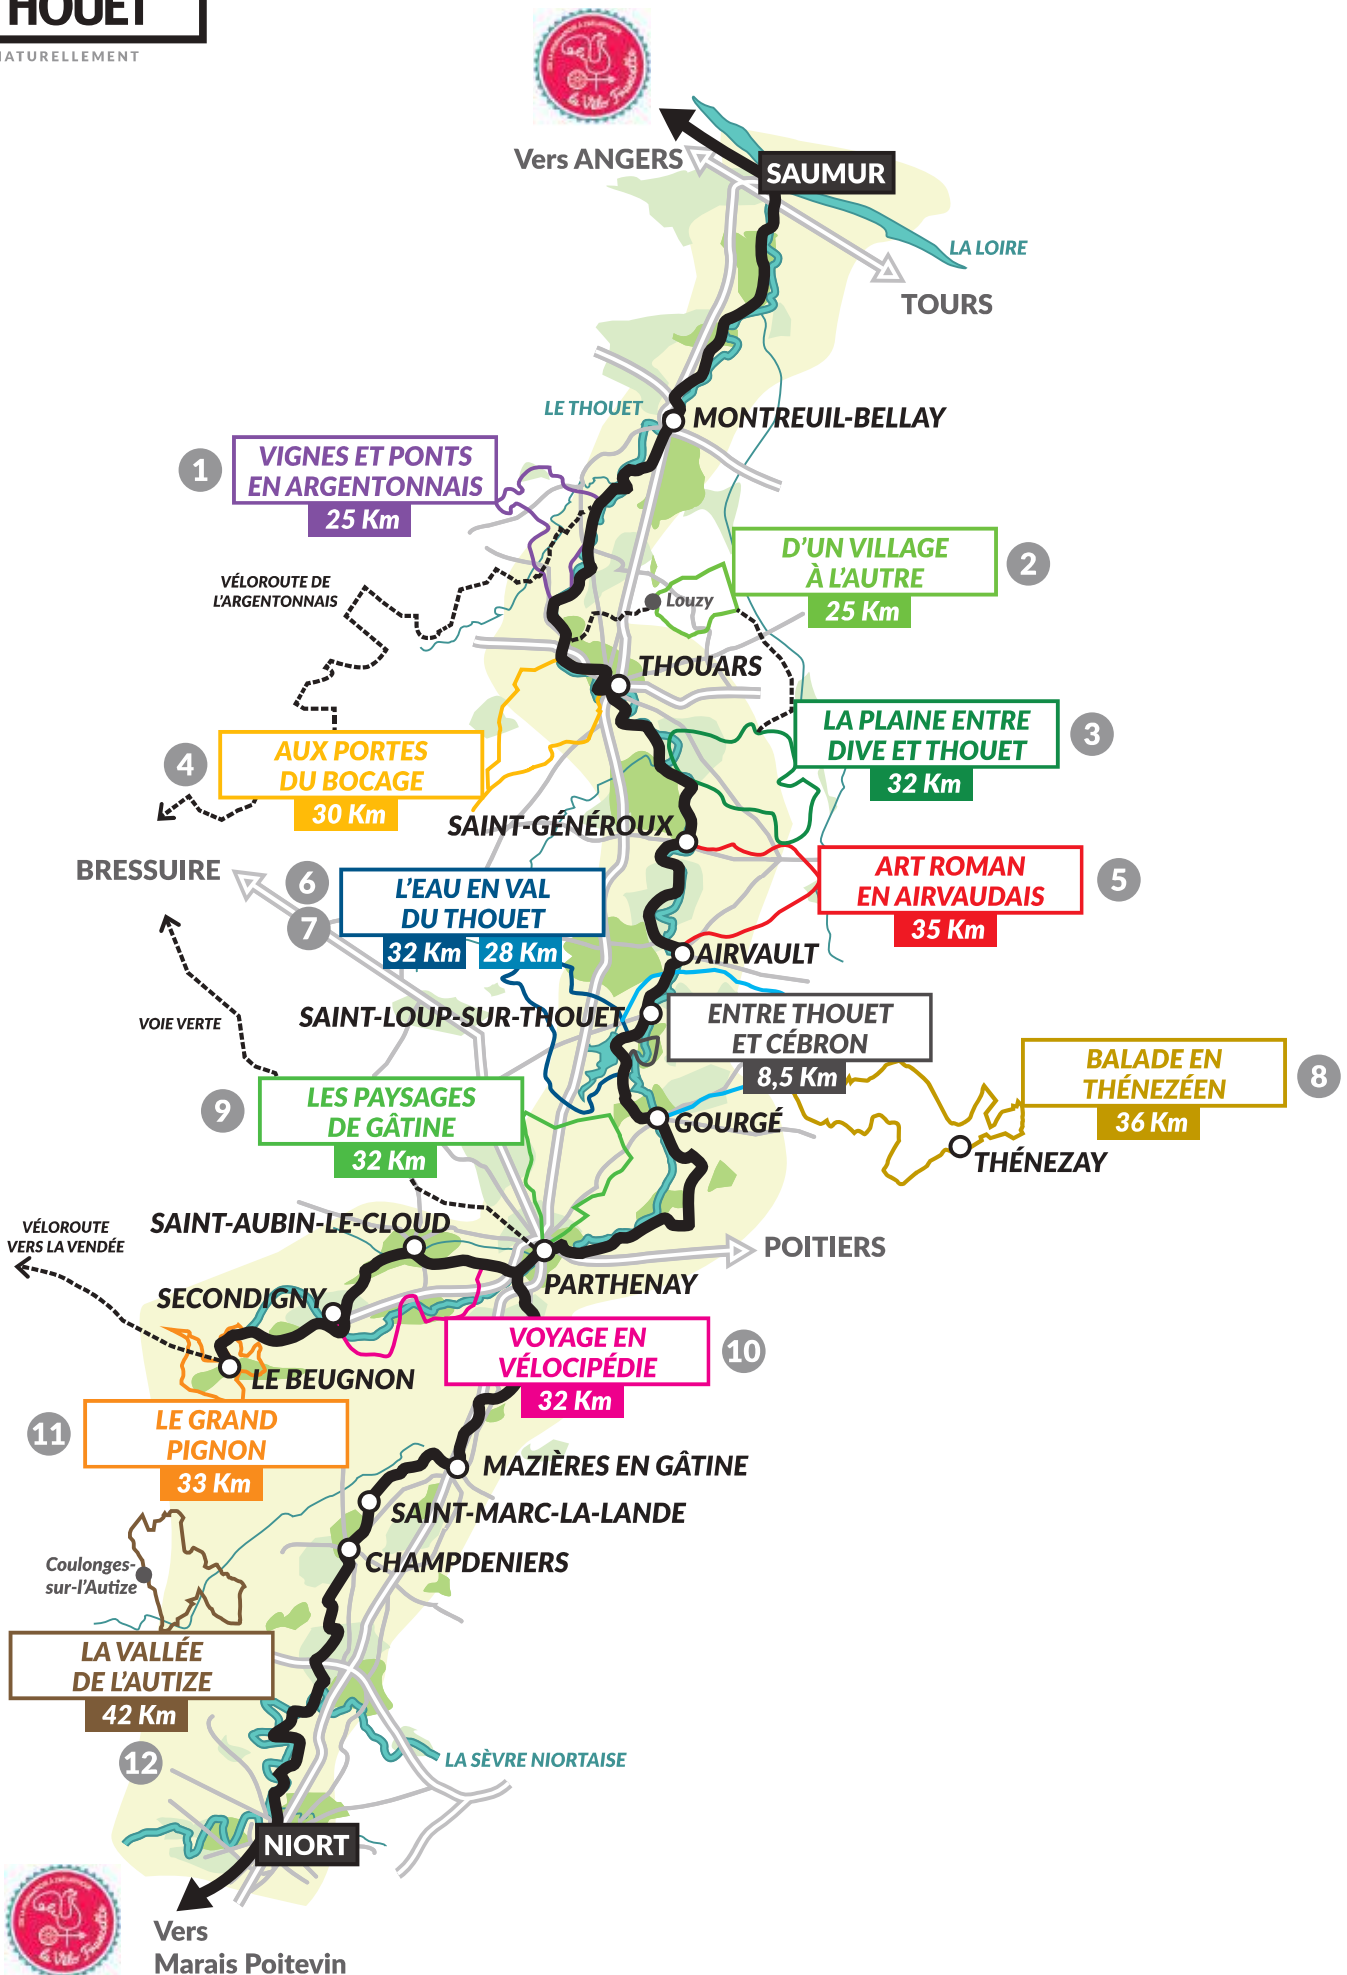 HOUET
NATURELLEMENT
la Vélo Francette
Vers ANGERS
SAUMUR
LA LOIRE
TOURS
LE THOUET
MONTREUIL-BELLAY
1
VIGNES ET PONTS
EN ARGENTONNAIS
25 Km
D'UN VILLAGE
À L'AUTRE
25 Km
2
VÉLOROUTE DE
L'ARGENTONNAIS
Louzy
THOUARS
LA PLAINE ENTRE
DIVE ET THOUET
32 Km
3
4
AUX PORTES
DU BOCAGE
30 Km
SAINT-GÉNÉROUX
BRESSUIRE
6
7
L'EAU EN VAL
DU THOUET
32 Km
28 Km
ART ROMAN
EN AIRVAUDAIS
35 Km
5
AIRVAULT
VOIE VERTE
SAINT-LOUP-SUR-THOUET
ENTRE THOUET
ET CÉBRON
8,5 Km
BALADE EN
THÉNEZÉEN
36 Km
8
9
LES PAYSAGES
DE GÂTINE
32 Km
GOURGÉ
THÉNEZAY
VÉLOROUTE
VERS LA VENDÉE
SAINT-AUBIN-LE-CLOUD
POITIERS
PARTHENAY
SECONDIGNY
VOYAGE EN
VÉLOCIPÉDIE
32 Km
10
LE BEUGNON
11
LE GRAND
PIGNON
33 Km
MAZIÈRES EN GÂTINE
SAINT-MARC-LA-LANDE
CHAMPDENIERS
Coulonges-
sur-l'Autize
LA VALLÉE
DE L'AUTIZE
42 Km
12
LA SÈVRE NIORTAISE
NIORT
la Vélo Francette
Vers
Marais Poitevin